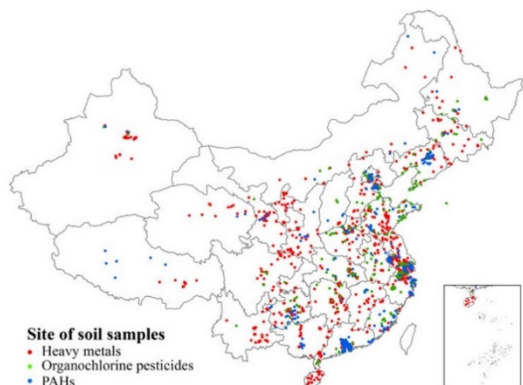 Site of soil samples
Heavy metals
Organochlorine pesticides
PAHs